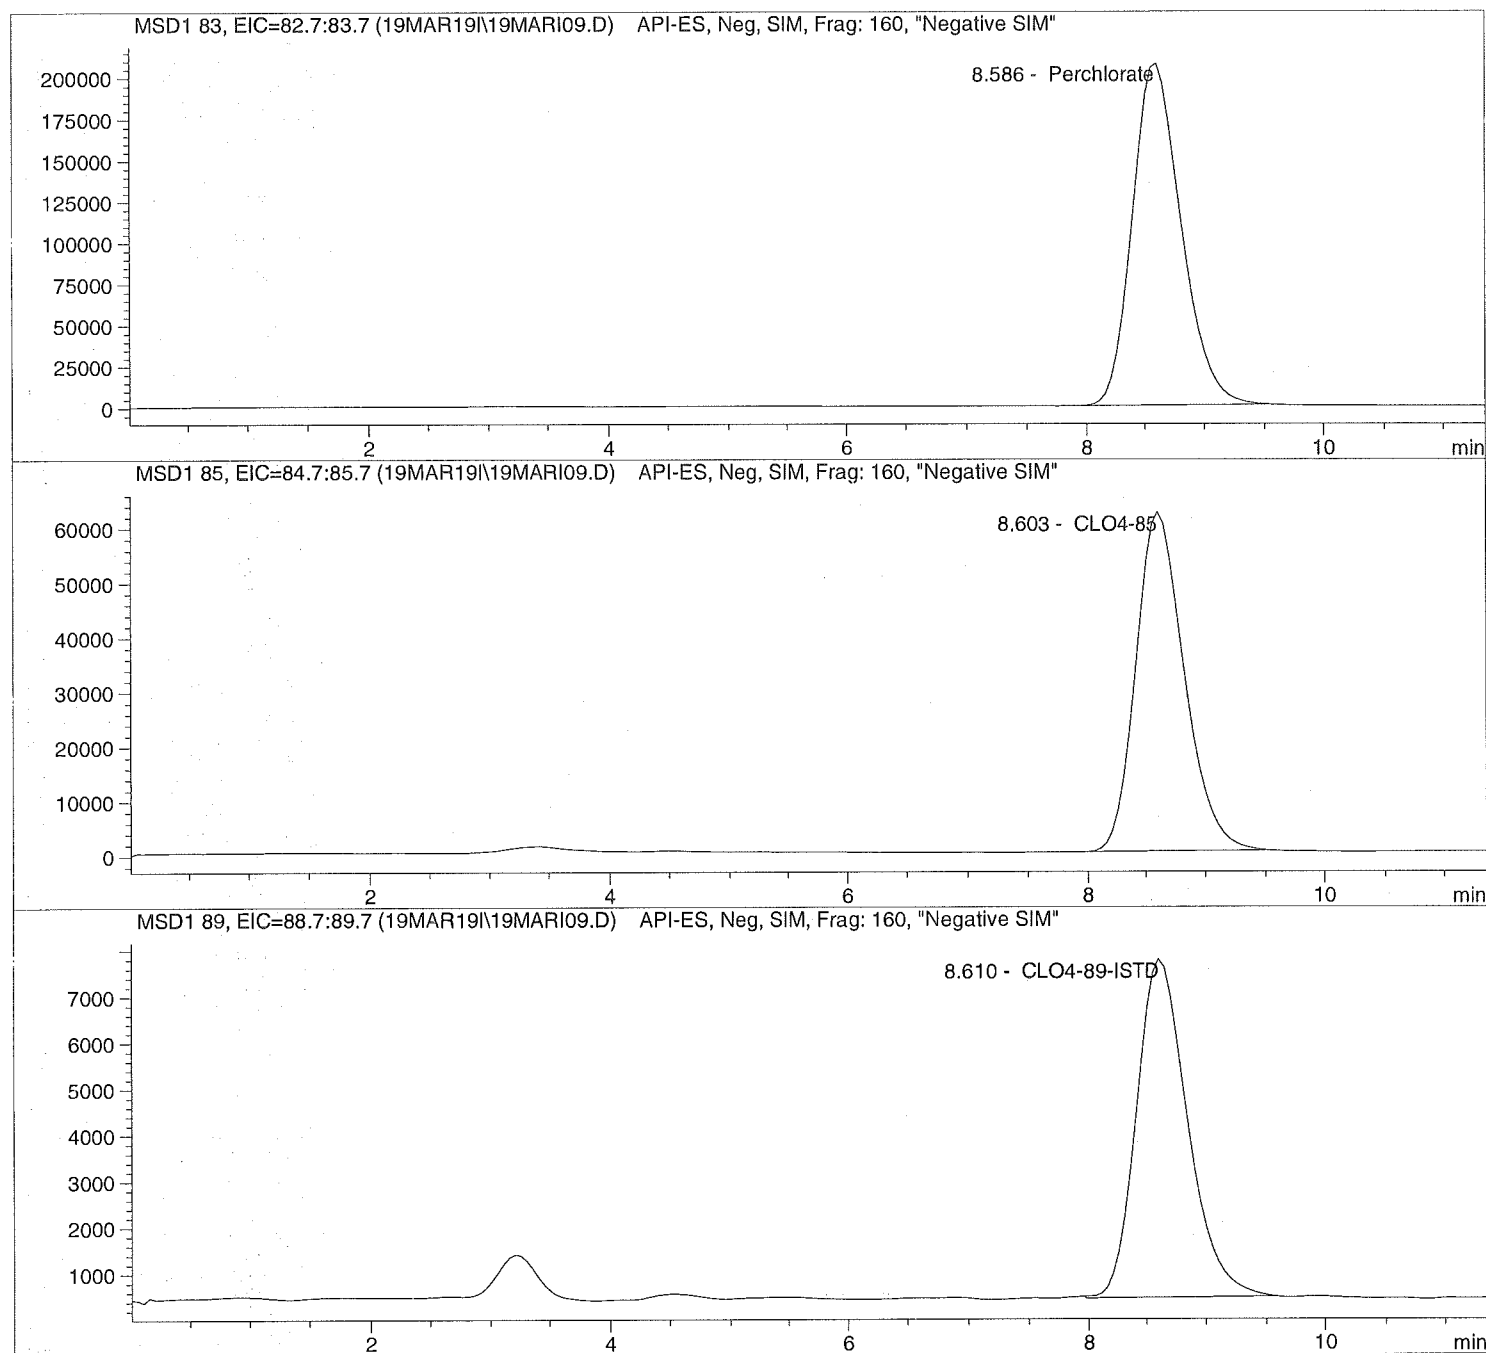 MSD1 83, EIC=82.7:83.7 (19MAR19I\19MARI09.D) API-ES, Neg, SIM, Frag: 160, "Negative SIM"
8.586 - Perchlorate
200000
175000
150000
125000
100000
75000
50000
25000
0
2 4 6 8 10 min
MSD1 85, EIC=84.7:85.7 (19MAR19I\19MARI09.D) API-ES, Neg, SIM, Frag: 160, "Negative SIM"
8.603 - CLO4-85
60000
50000
40000
30000
20000
10000
0
2 4 6 8 10 min
MSD1 89, EIC=88.7:89.7 (19MAR19I\19MARI09.D) API-ES, Neg, SIM, Frag: 160, "Negative SIM"
8.610 - CLO4-89-ISTD
7000
6000
5000
4000
3000
2000
1000
2 4 6 8 10 min